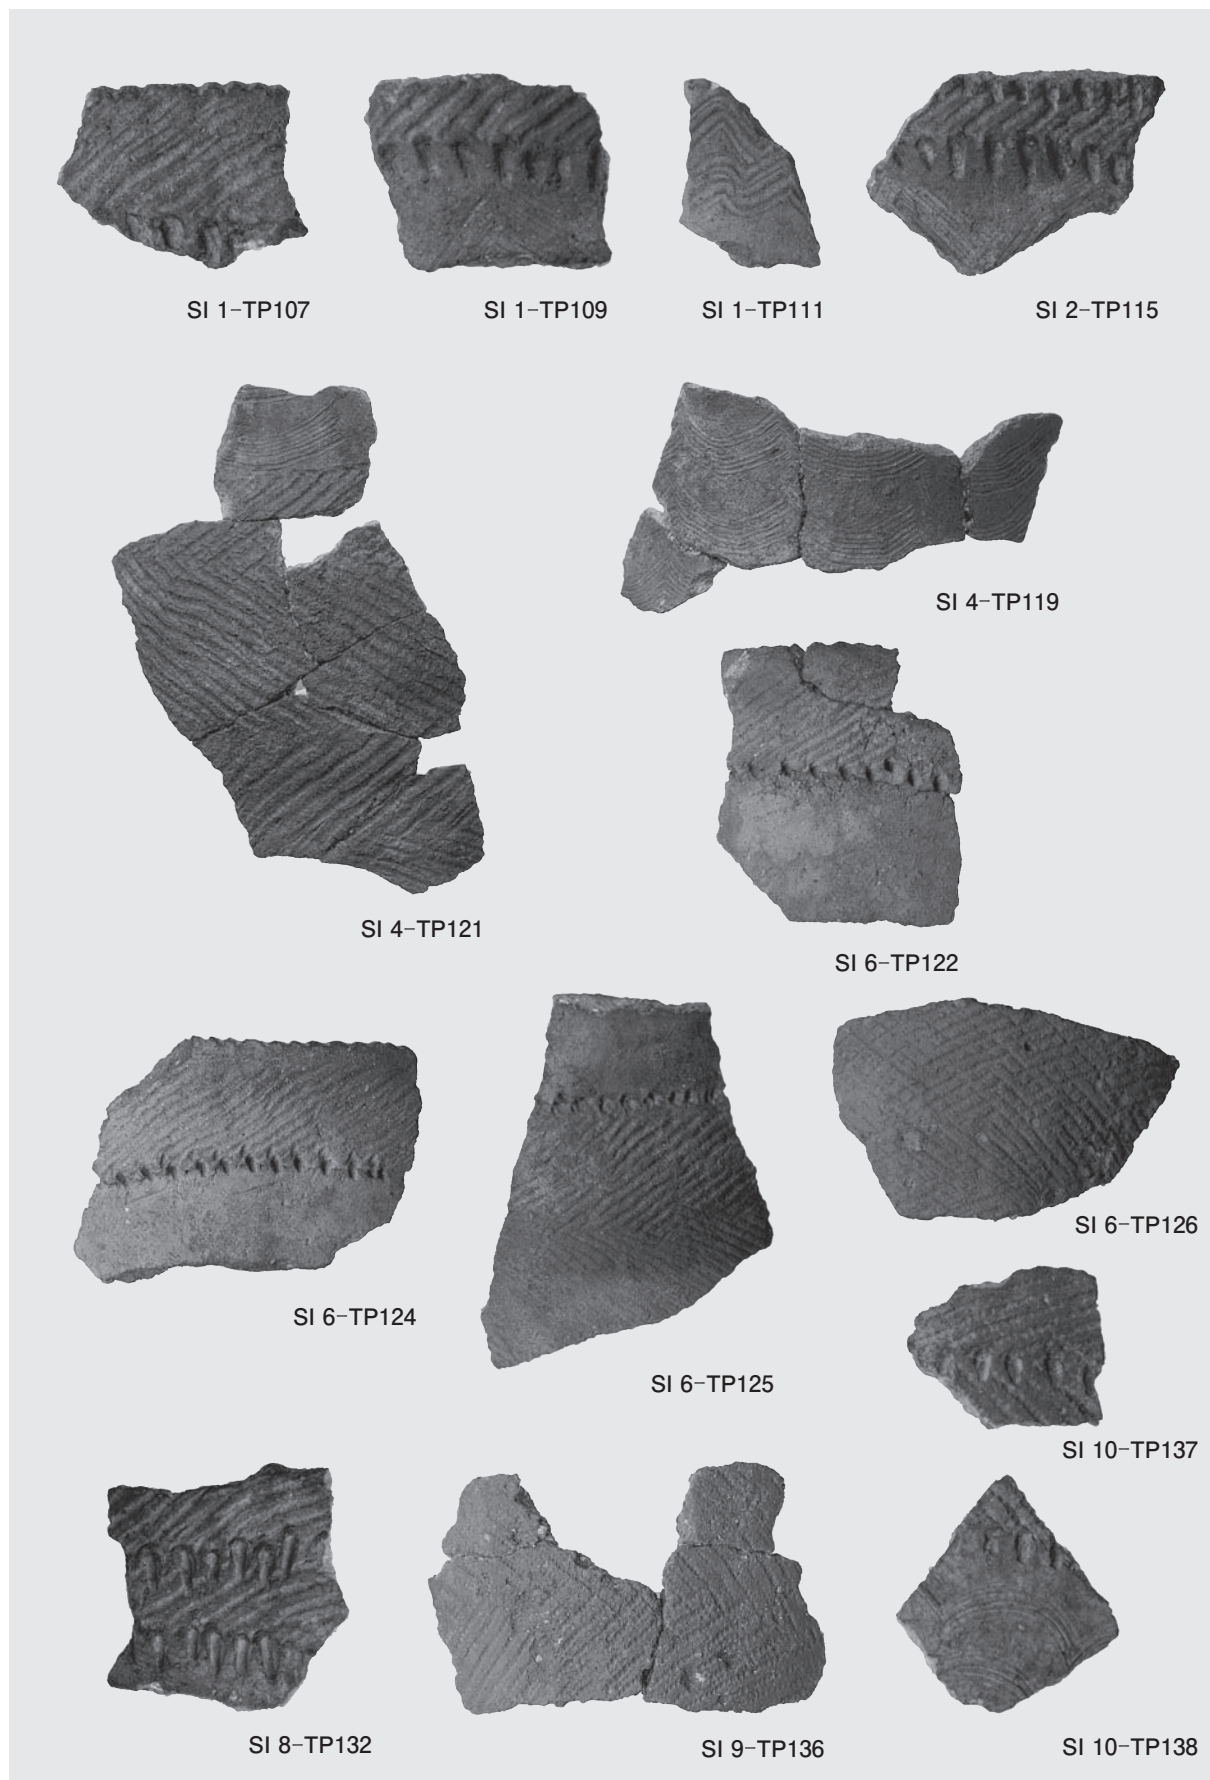 SI 1-TP107
SI 1-TP109
SI 1-TP111
SI 2-TP115
SI 4-TP119
SI 4-TP121
SI 6-TP122
SI 6-TP124
SI 6-TP125
SI 6-TP126
SI 10-TP137
SI 8-TP132
SI 9-TP136
SI 10-TP138